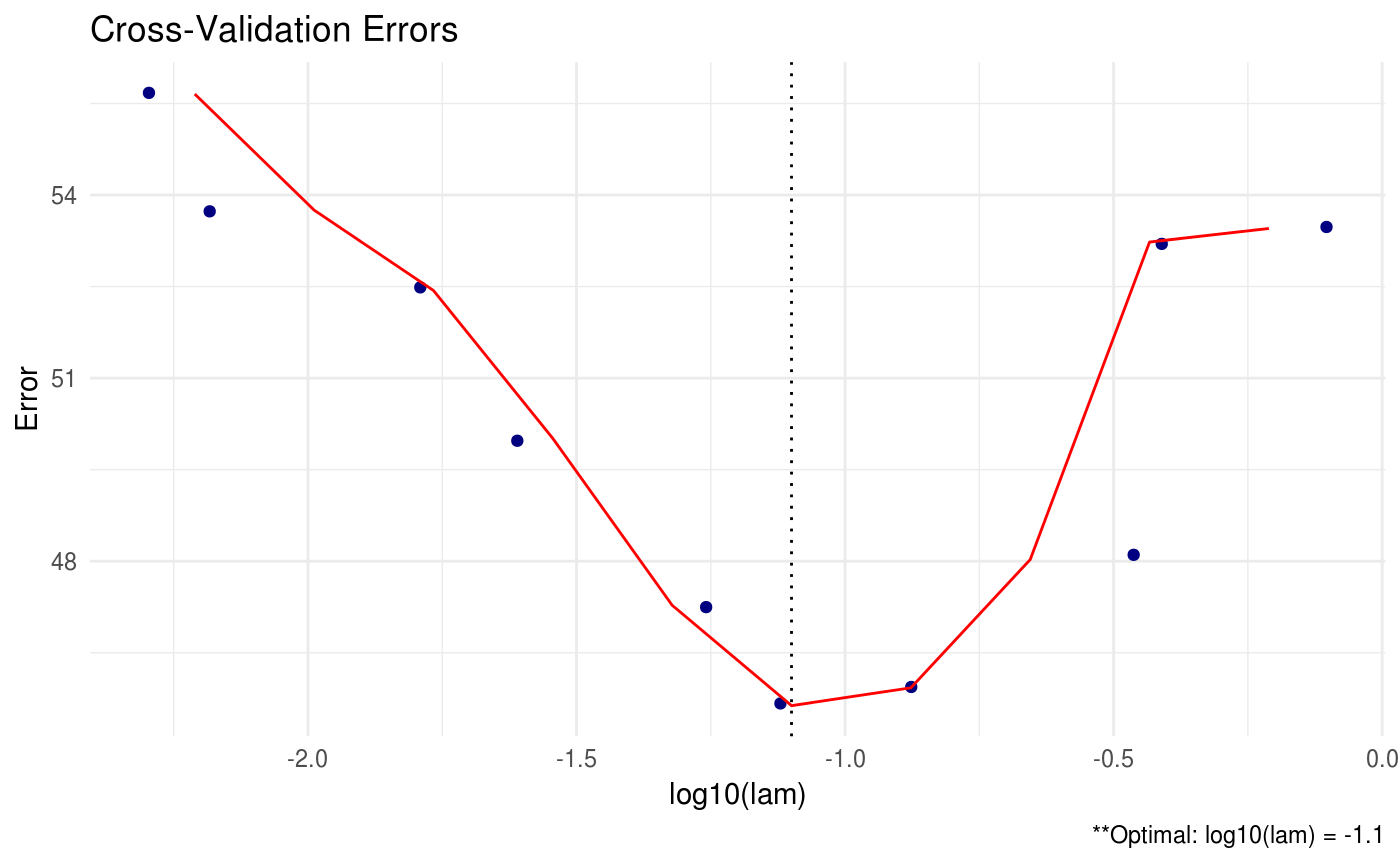 Cross-Validation Errors
54
51
48
Error
-2.0
-1.5
-1.0
-0.5
0.0
log10(lam)
**Optimal: log10(lam) = -1.1